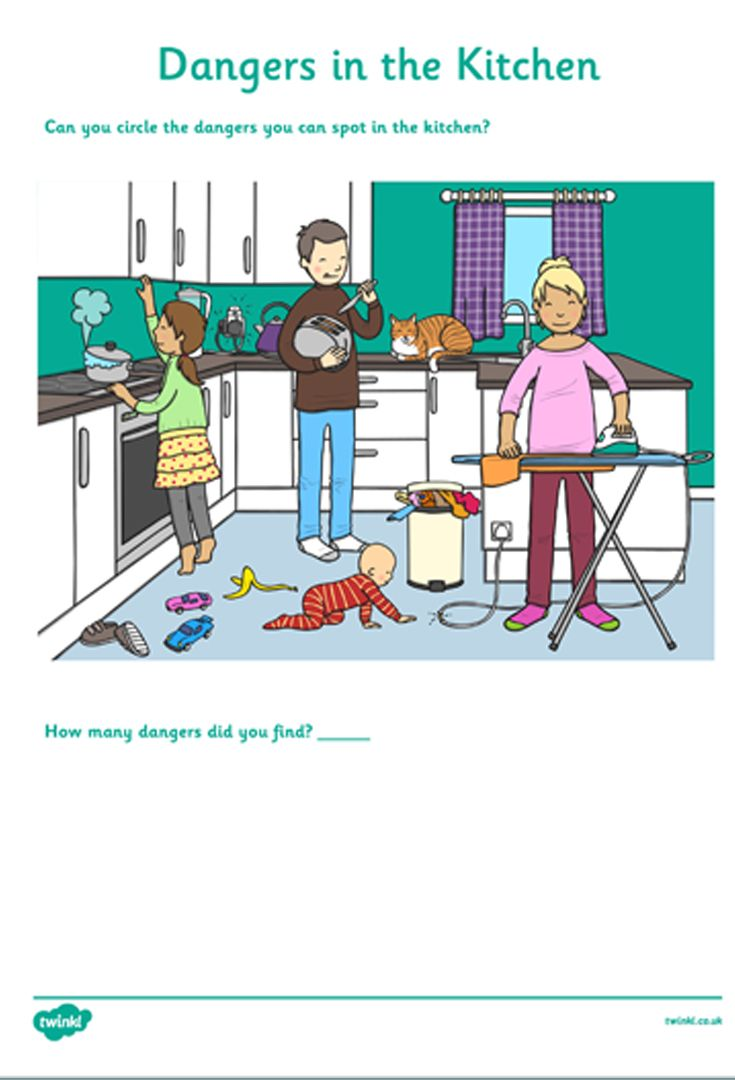 Dangers in the Kitchen
Can you circle the dangers you can spot in the kitchen?
How many dangers did you find? _____
twinkl
twinkl.co.uk